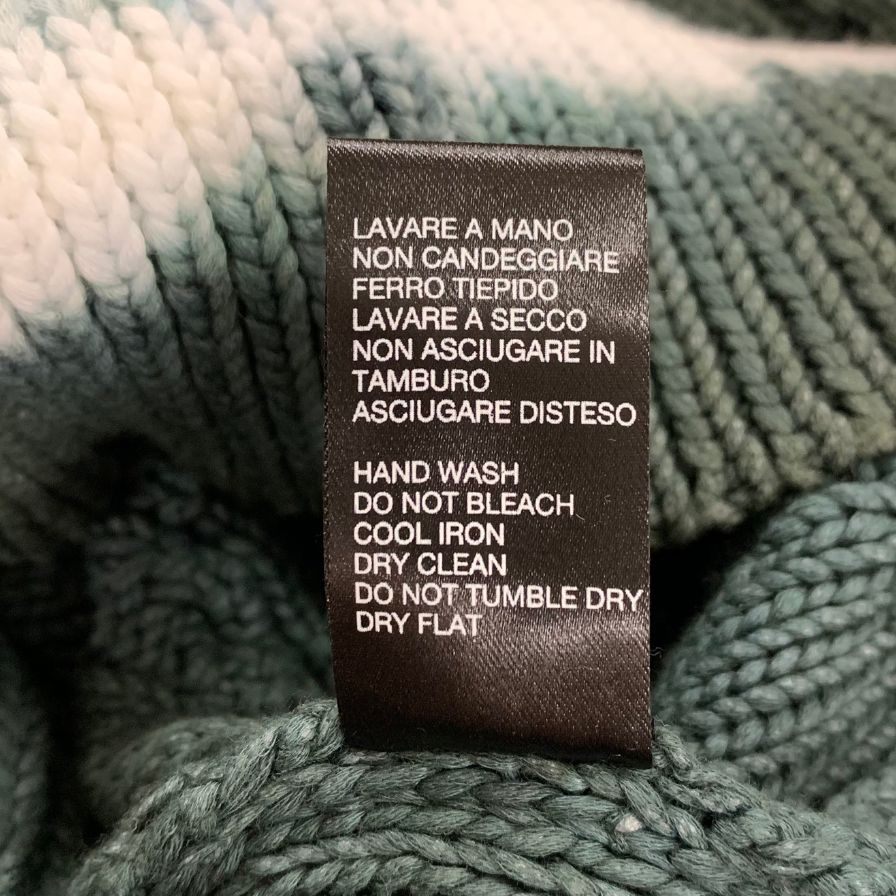 LAVARE A MANO
NON CANDEGGIARE
FERRO TIEPIDO
LAVARE A SECCO
NON ASCIUGARE IN
TAMBURO
ASCIUGARE DISTESO
HAND WASH
DO NOT BLEACH
COOL IRON
DRY CLEAN
DO NOT TUMBLE DRY
DRY FLAT